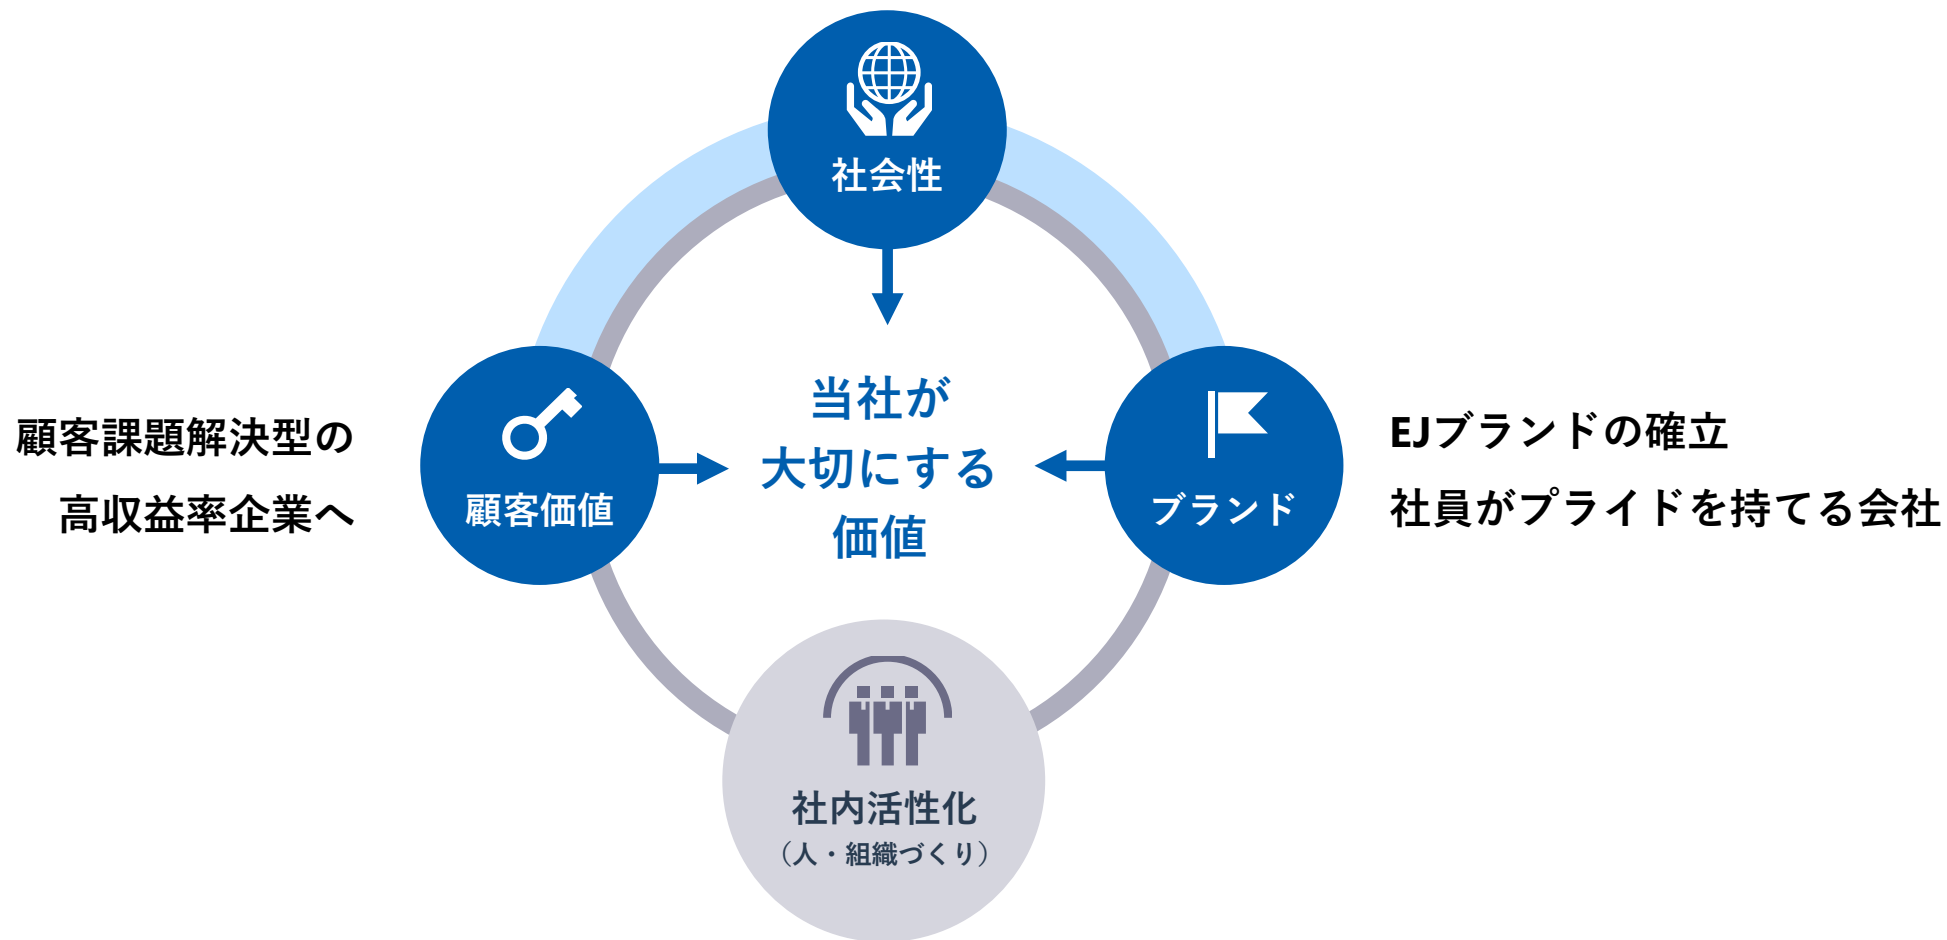 社会性
顧客課題解決型の
高収益率企業へ
顧客価値
当社が
大切にする
価値
ブランド
EJブランドの確立
社員がプライドを持てる会社
社内活性化
（人・組織づくり）